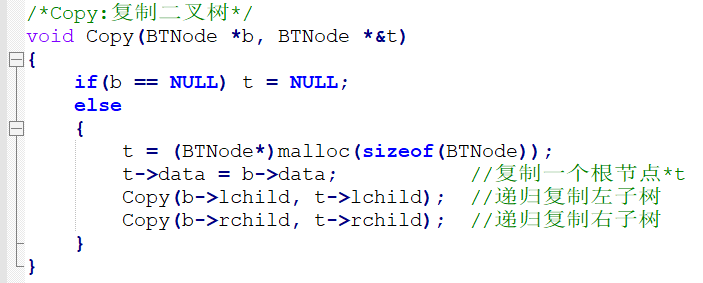 /*Copy:复制二叉树*/
void Copy(BTNode *b, BTNode *&t)
{
    if(b == NULL) t = NULL;
    else
    {
        t = (BTNode*)malloc(sizeof(BTNode));
        t->data = b->data;           //复制一个根节点*t
        Copy(b->lchild, t->lchild);  //递归复制左子树
        Copy(b->rchild, t->rchild);  //递归复制右子树
    }
}